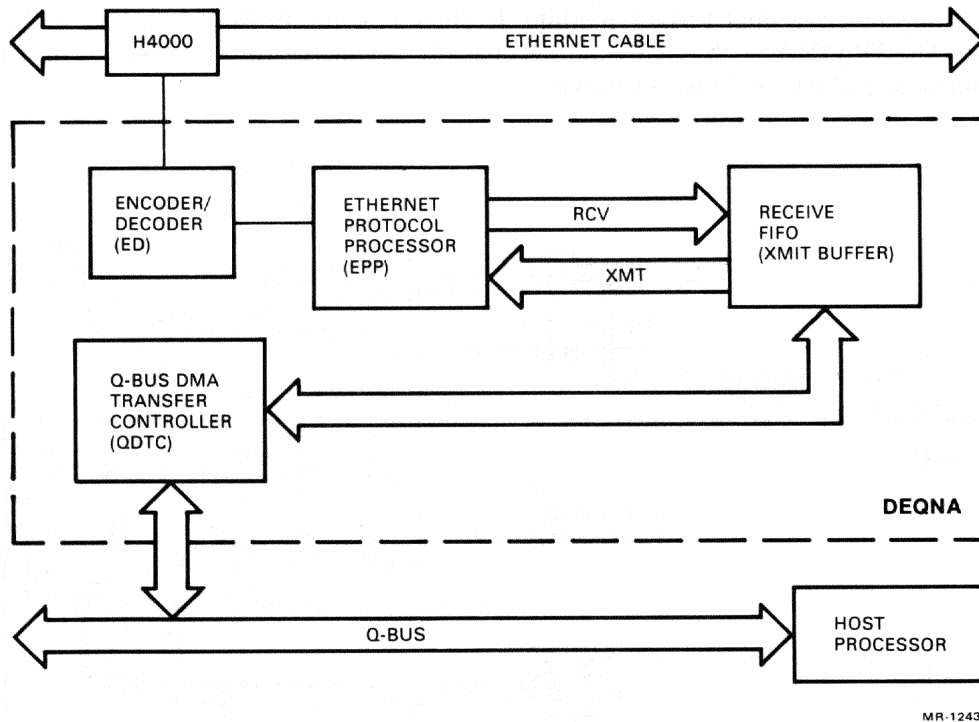 H4000
ETHERNET CABLE
ENCODER/
DECODER
(ED)
ETHERNET
PROTOCOL
PROCESSOR
(EPP)
RCV
XMT
RECEIVE
FIFO
(XMIT BUFFER)
Q-BUS DMA
TRANSFER
CONTROLLER
(QDTC)
DEQNA
Q-BUS
HOST
PROCESSOR
MR-1243